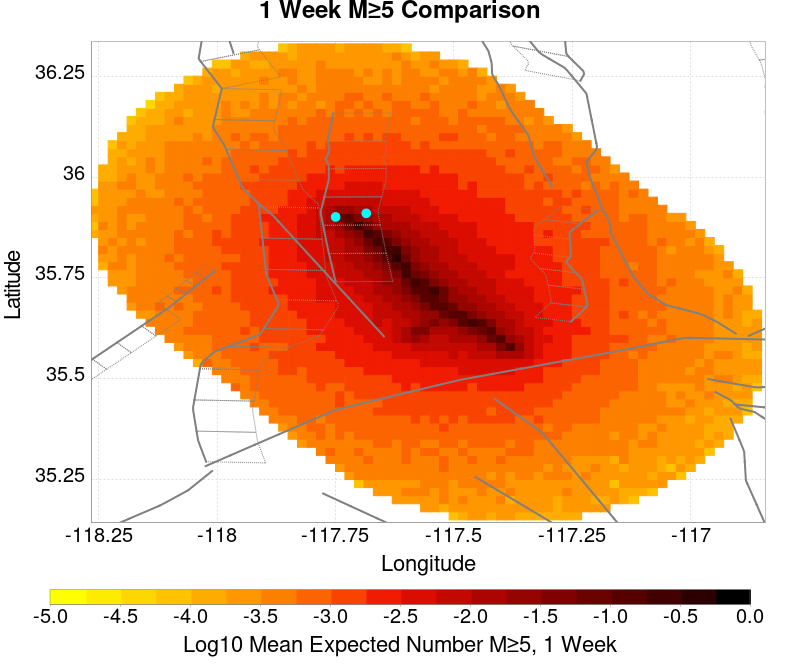 1 Week M≥5 Comparison
36.25
36
35.75
35.5
35.25
Latitude
-118.25 -118 -117.75 -117.5 -117.25 -117
Longitude
-5.0 -4.5 -4.0 -3.5 -3.0 -2.5 -2.0 -1.5 -1.0 -0.5 0.0
Log10 Mean Expected Number M≥5, 1 Week